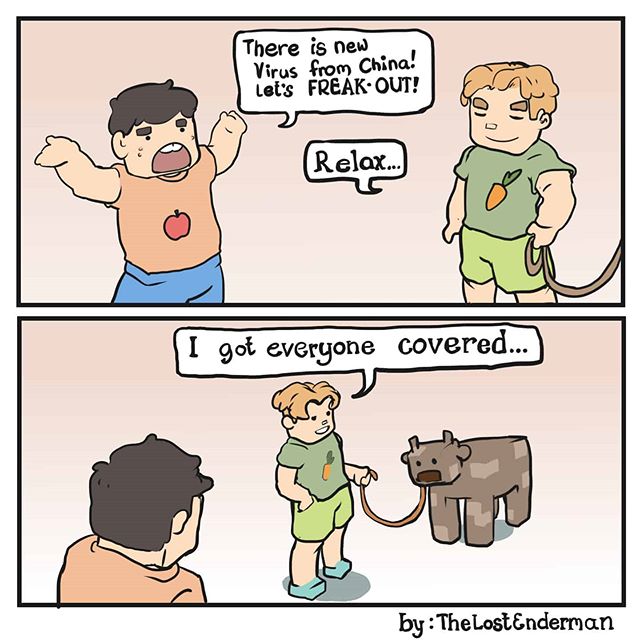 There is new
Virus from China!
Let's FREAK-OUT!
Relax...
I got everyone covered...
by: TheLostEnderman